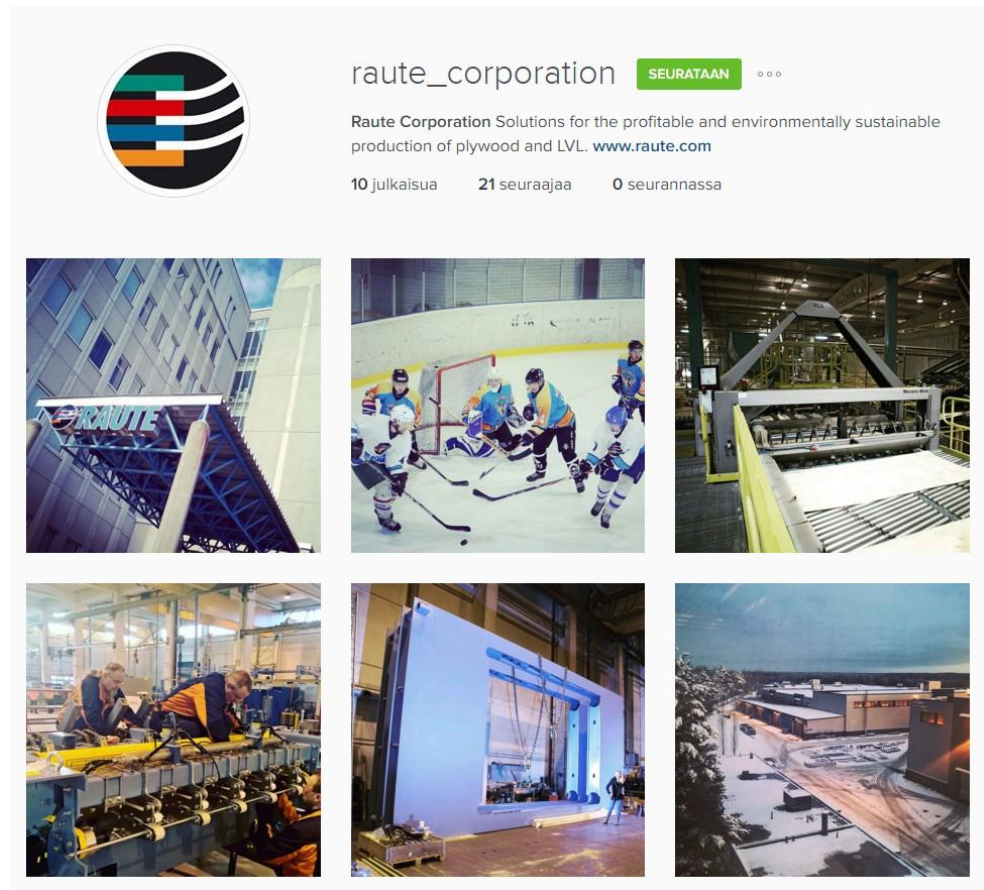 raute_corporation SEURATAAN
Raute Corporation Solutions for the profitable and environmentally sustainable
production of plywood and LVL. www.raute.com
10 julkaisua 21 seuraajaa 0 seurannassa
RAUTE